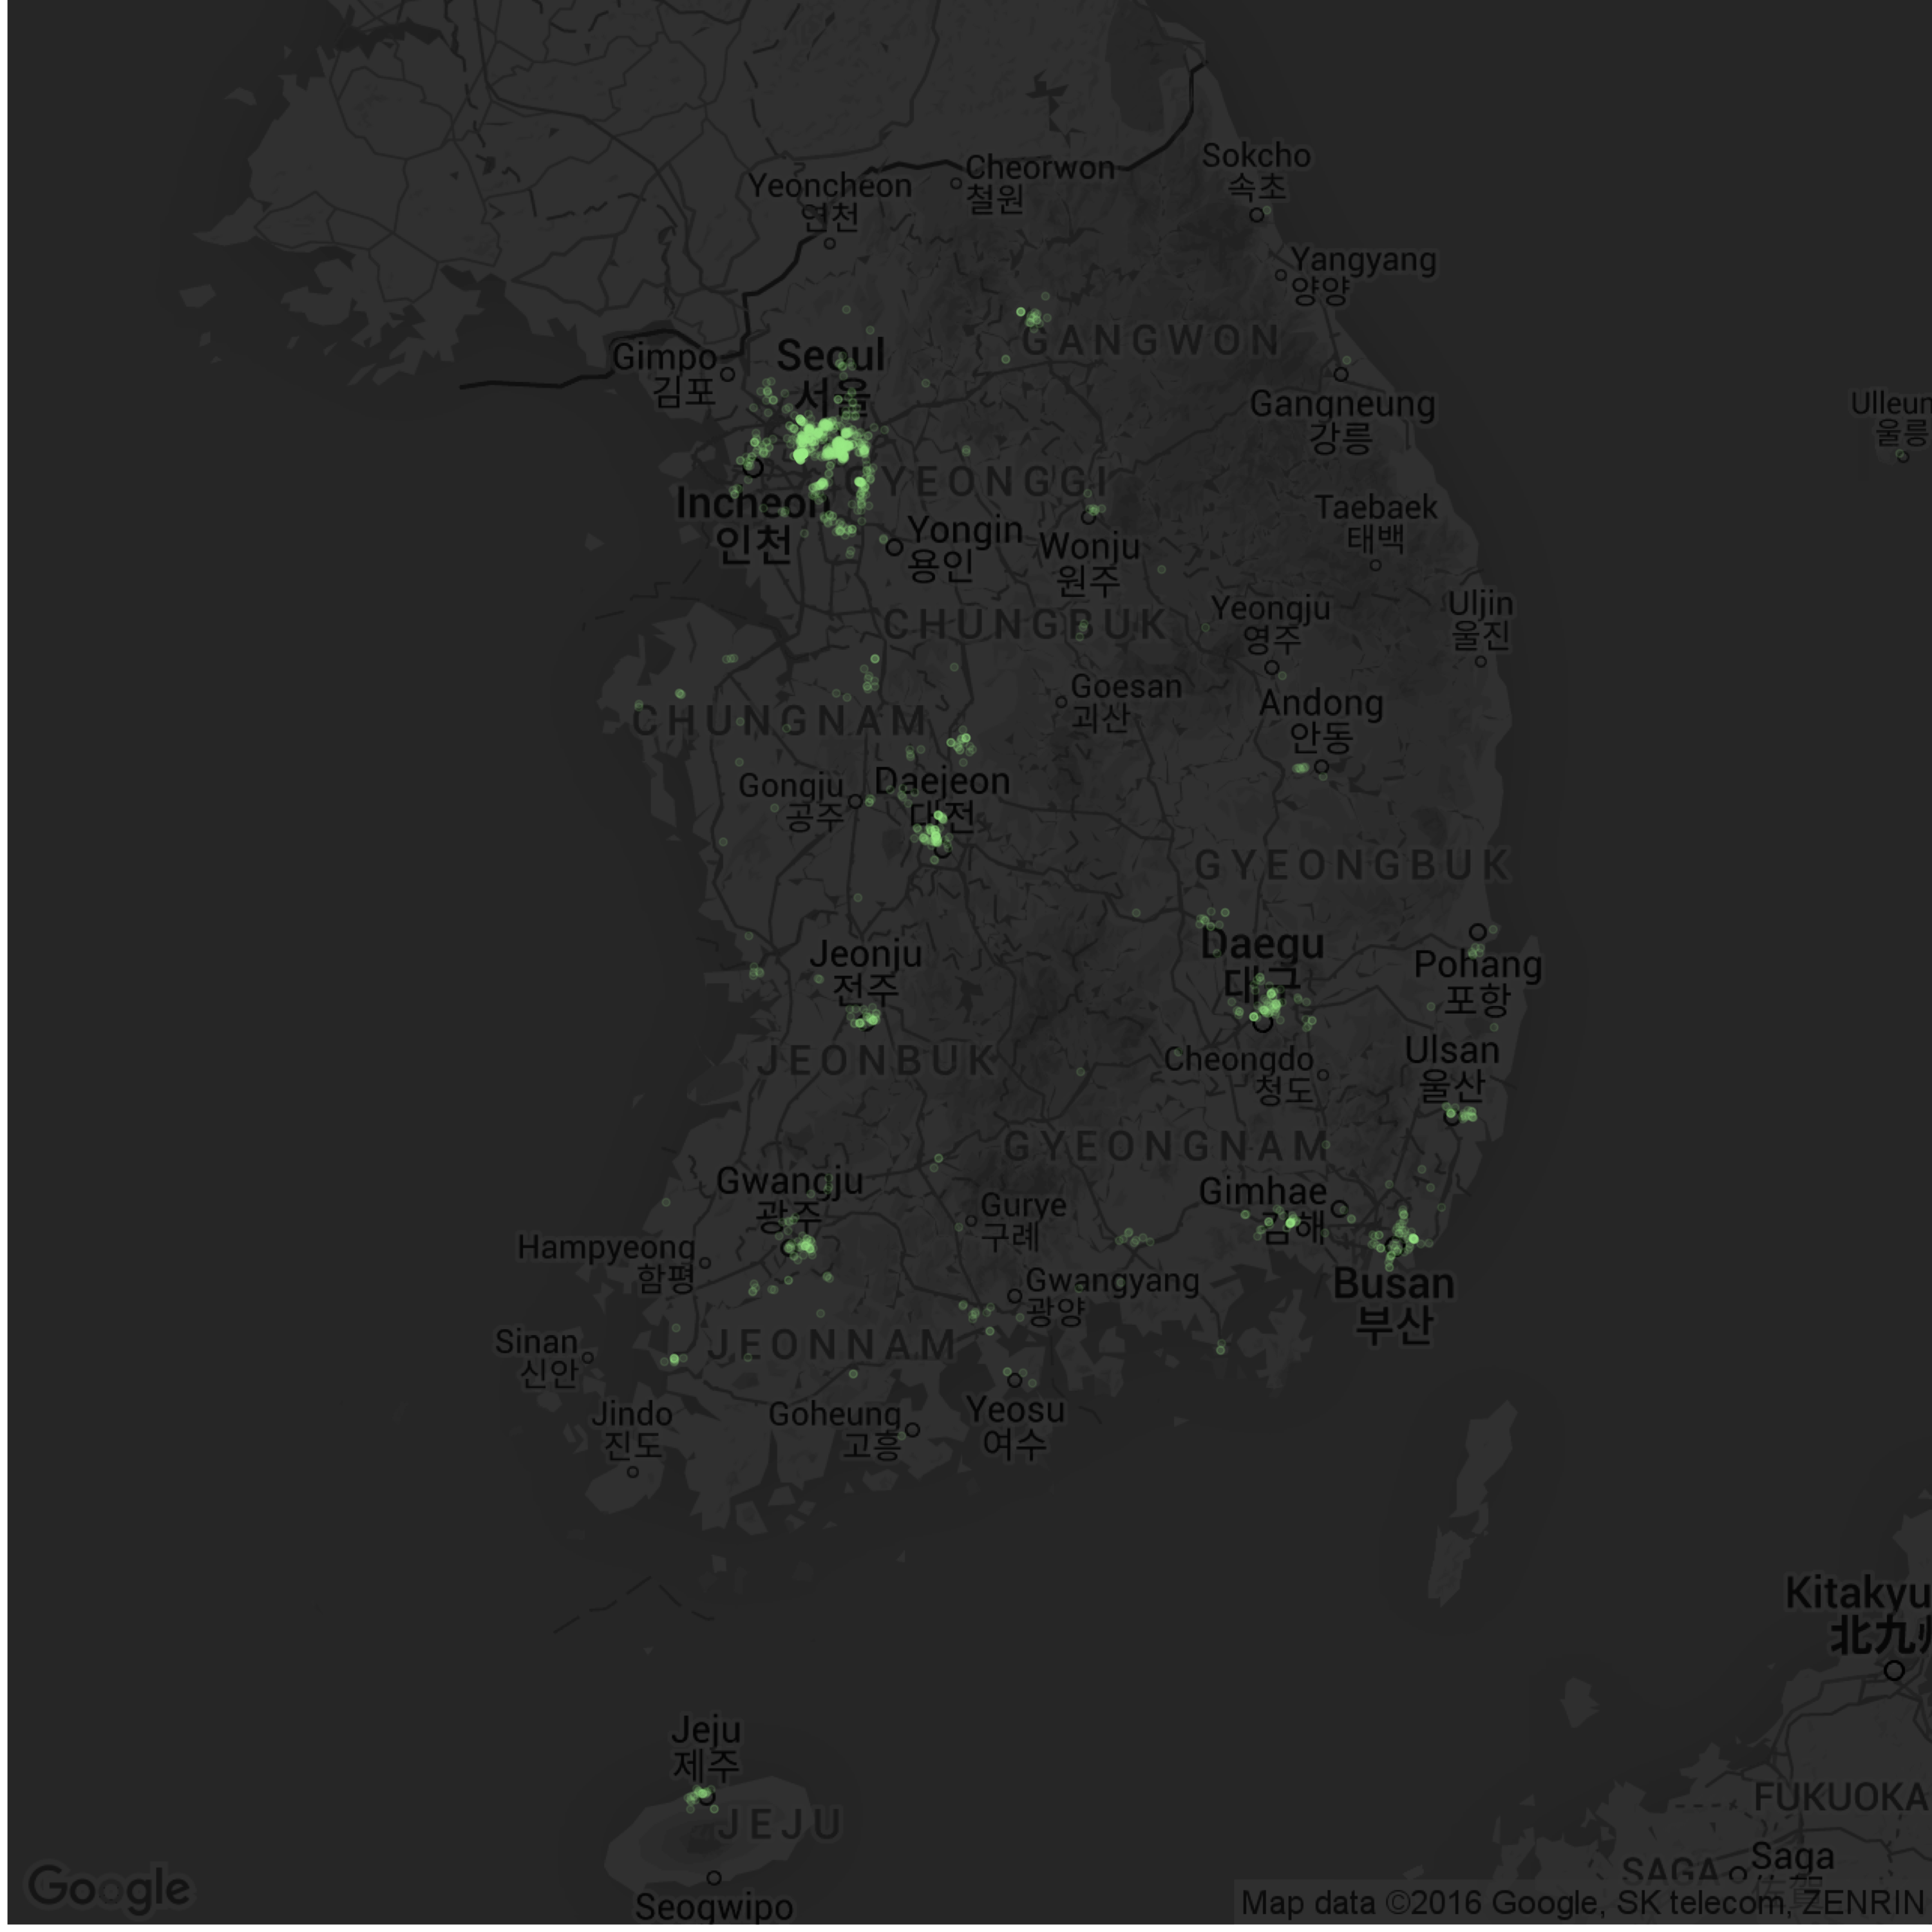 Sokcho
속초
Cheorwon
철원
Yeoncheon
연천
Yangyang
양양
GANGWON
Seoul
서울
Gimpo
김포
Gangneung
강릉
Ulleun
울릉
GYEONGGI
Incheon
인천
Taebaek
태백
Yongin
용인
Wonju
원주
CHUNGBUK
Yeongju
영주
Uljin
울진
Goesan
괴산
Andong
안동
CHUNGNAM
Daejeon
대전
Gongju
공주
GYEONGBUK
Daegu
대구
Jeonju
전주
Pohang
포항
JEONBUK
Cheongdo
청도
Ulsan
울산
GYEONGNAM
Gwangju
광주
Gimhae
김해
Gurye
구례
Hampyeong
함평
Gwangyang
광양
Busan
부산
Sinan
신안
JEONNAM
Jindo
진도
Goheung
고흥
Yeosu
여수
Kitakyu
北九州
Jeju
제주
JEJU
FUKUOKA
SAGA
Saga
佐賀
Seogwipo
Google
Map data ©2016 Google, SK telecom, ZENRIN